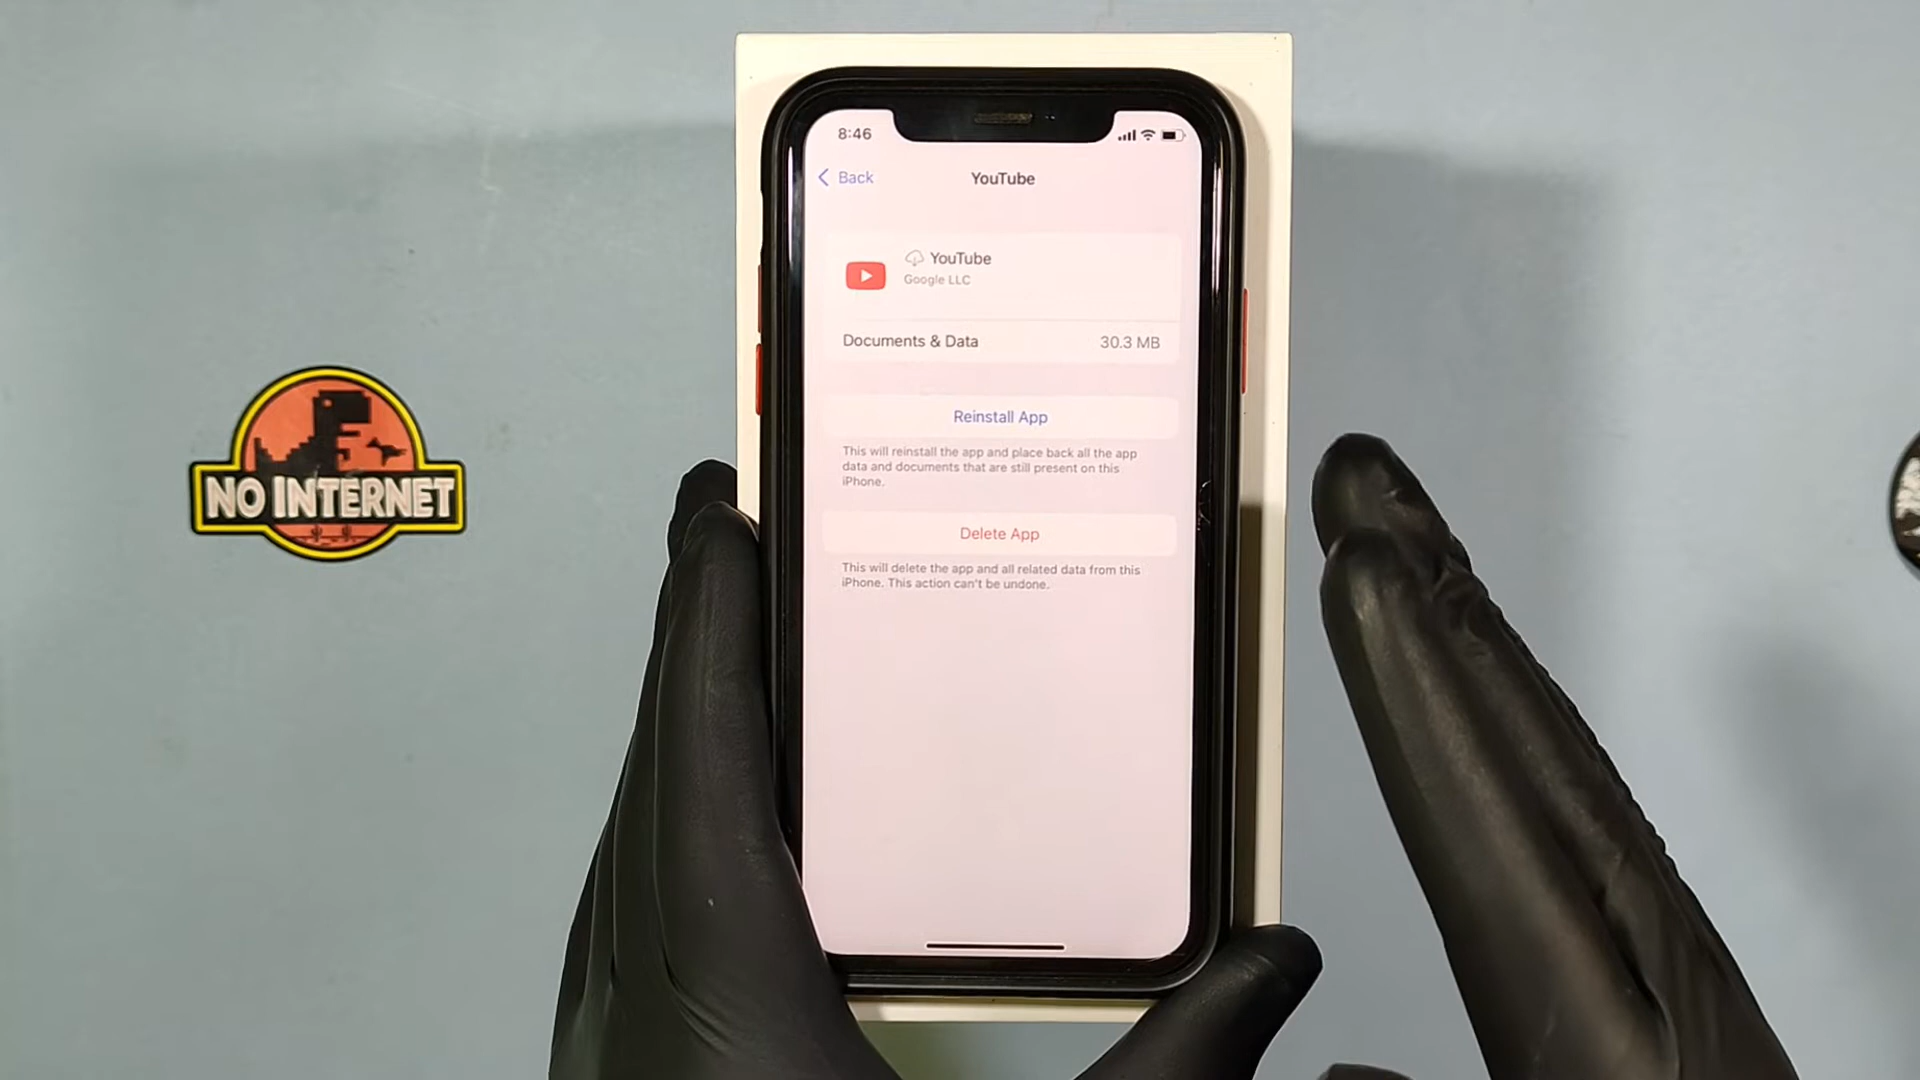 8:46
Back
YouTube
YouTube
Google LLC
Documents & Data 30.3 MB
Reinstall App
This will reinstall the app and place back all the app
data and documents that are still present on this
iPhone.
Delete App
This will delete the app and all related data from this
iPhone. This action can't be undone.
NO INTERNET